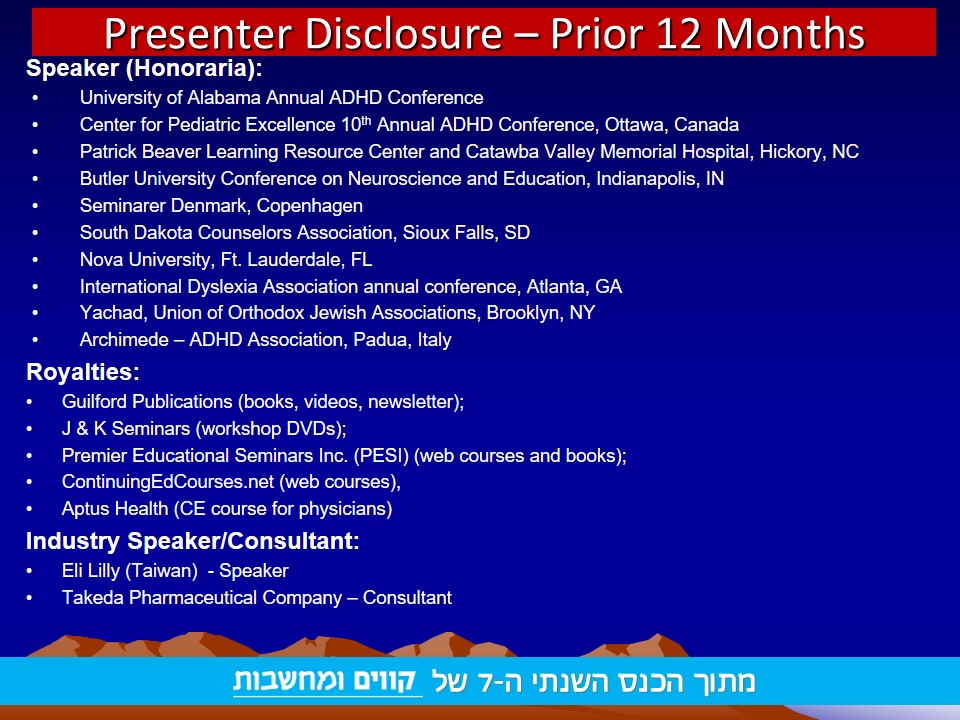 Presenter Disclosure – Prior 12 Months
Speaker (Honoraria):
• University of Alabama Annual ADHD Conference
• Center for Pediatric Excellence 10th Annual ADHD Conference, Ottawa, Canada
• Patrick Beaver Learning Resource Center and Catawba Valley Memorial Hospital, Hickory, NC
• Butler University Conference on Neuroscience and Education, Indianapolis, IN
• Seminarer Denmark, Copenhagen
• South Dakota Counselors Association, Sioux Falls, SD
• Nova University, Ft. Lauderdale, FL
• International Dyslexia Association annual conference, Atlanta, GA
• Yachad, Union of Orthodox Jewish Associations, Brooklyn, NY
• Archimede – ADHD Association, Padua, Italy
Royalties:
• Guilford Publications (books, videos, newsletter);
• J & K Seminars (workshop DVDs);
• Premier Educational Seminars Inc. (PESI) (web courses and books);
• ContinuingEdCourses.net (web courses),
• Aptus Health (CE course for physicians)
Industry Speaker/Consultant:
• Eli Lilly (Taiwan) - Speaker
• Takeda Pharmaceutical Company – Consultant
מתוך הכנס השנתי ה-7 של קווים ומחשבות